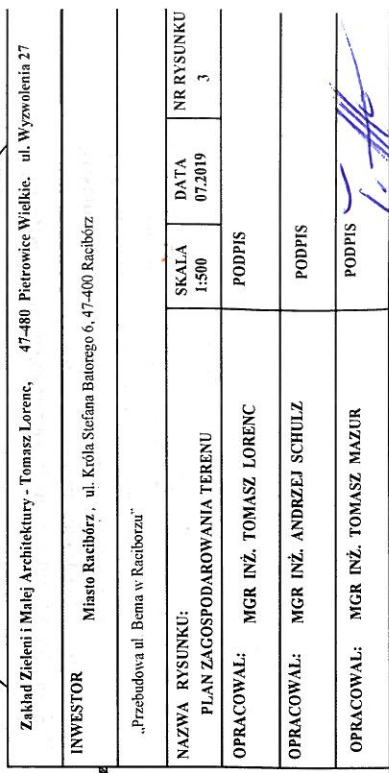 Zakład Zieleni i Małej Architektury - Tomasz Lorenc, 47-480 Pietrowice Wielkie. ul. Wyzwolenia 27
INWESTOR
Miasto Racibórz , ul. Króla Stefana Batorego 6, 47-400 Racibórz
„Przebudowa ul Bema w Raciborzu”
NAZWA RYSUNKU:
PLAN ZAGOSPODAROWANIA TERENU
SKALA
1:500
DATA
07.2019
NR RYSUNKU
3
OPRACOWAŁ: MGR INŻ. TOMASZ LORENC
PODPIS
OPRACOWAŁ: MGR INŻ. ANDRZEJ SCHULZ
PODPIS
OPRACOWAŁ: MGR INŻ. TOMASZ MAZUR
PODPIS